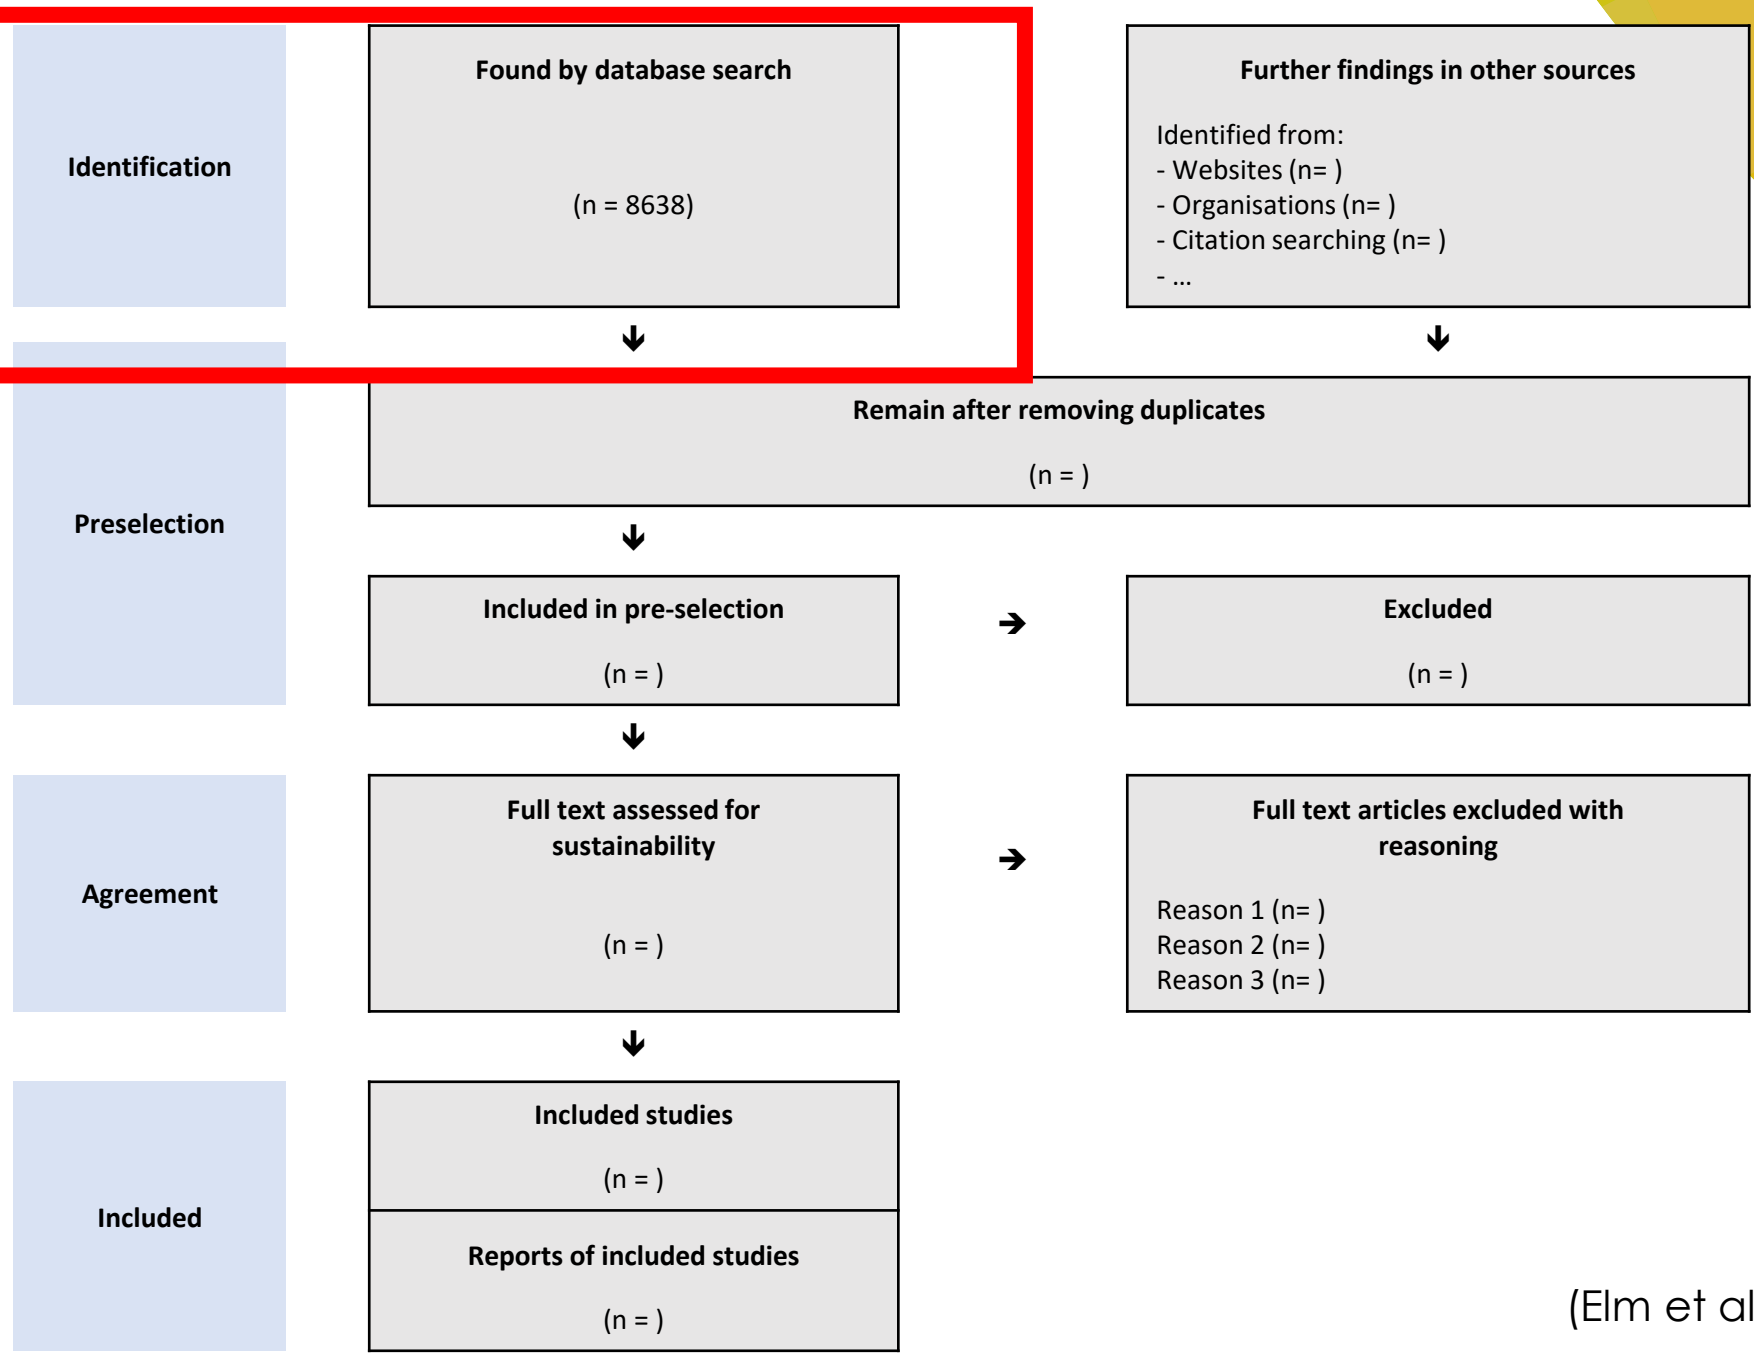 Identification
Found by database search
(n = 8638)
Further findings in other sources
Identified from:
- Websites (n= )
- Organisations (n= )
- Citation searching (n= )
- ...
Preselection
Remain after removing duplicates
(n = )
Included in pre-selection
(n = )
Excluded
(n = )
Agreement
Full text assessed for
sustainability
(n = )
Full text articles excluded with
reasoning
Reason 1 (n= )
Reason 2 (n= )
Reason 3 (n= )
Included
Included studies
(n = )
Reports of included studies
(n = )
(Elm et al